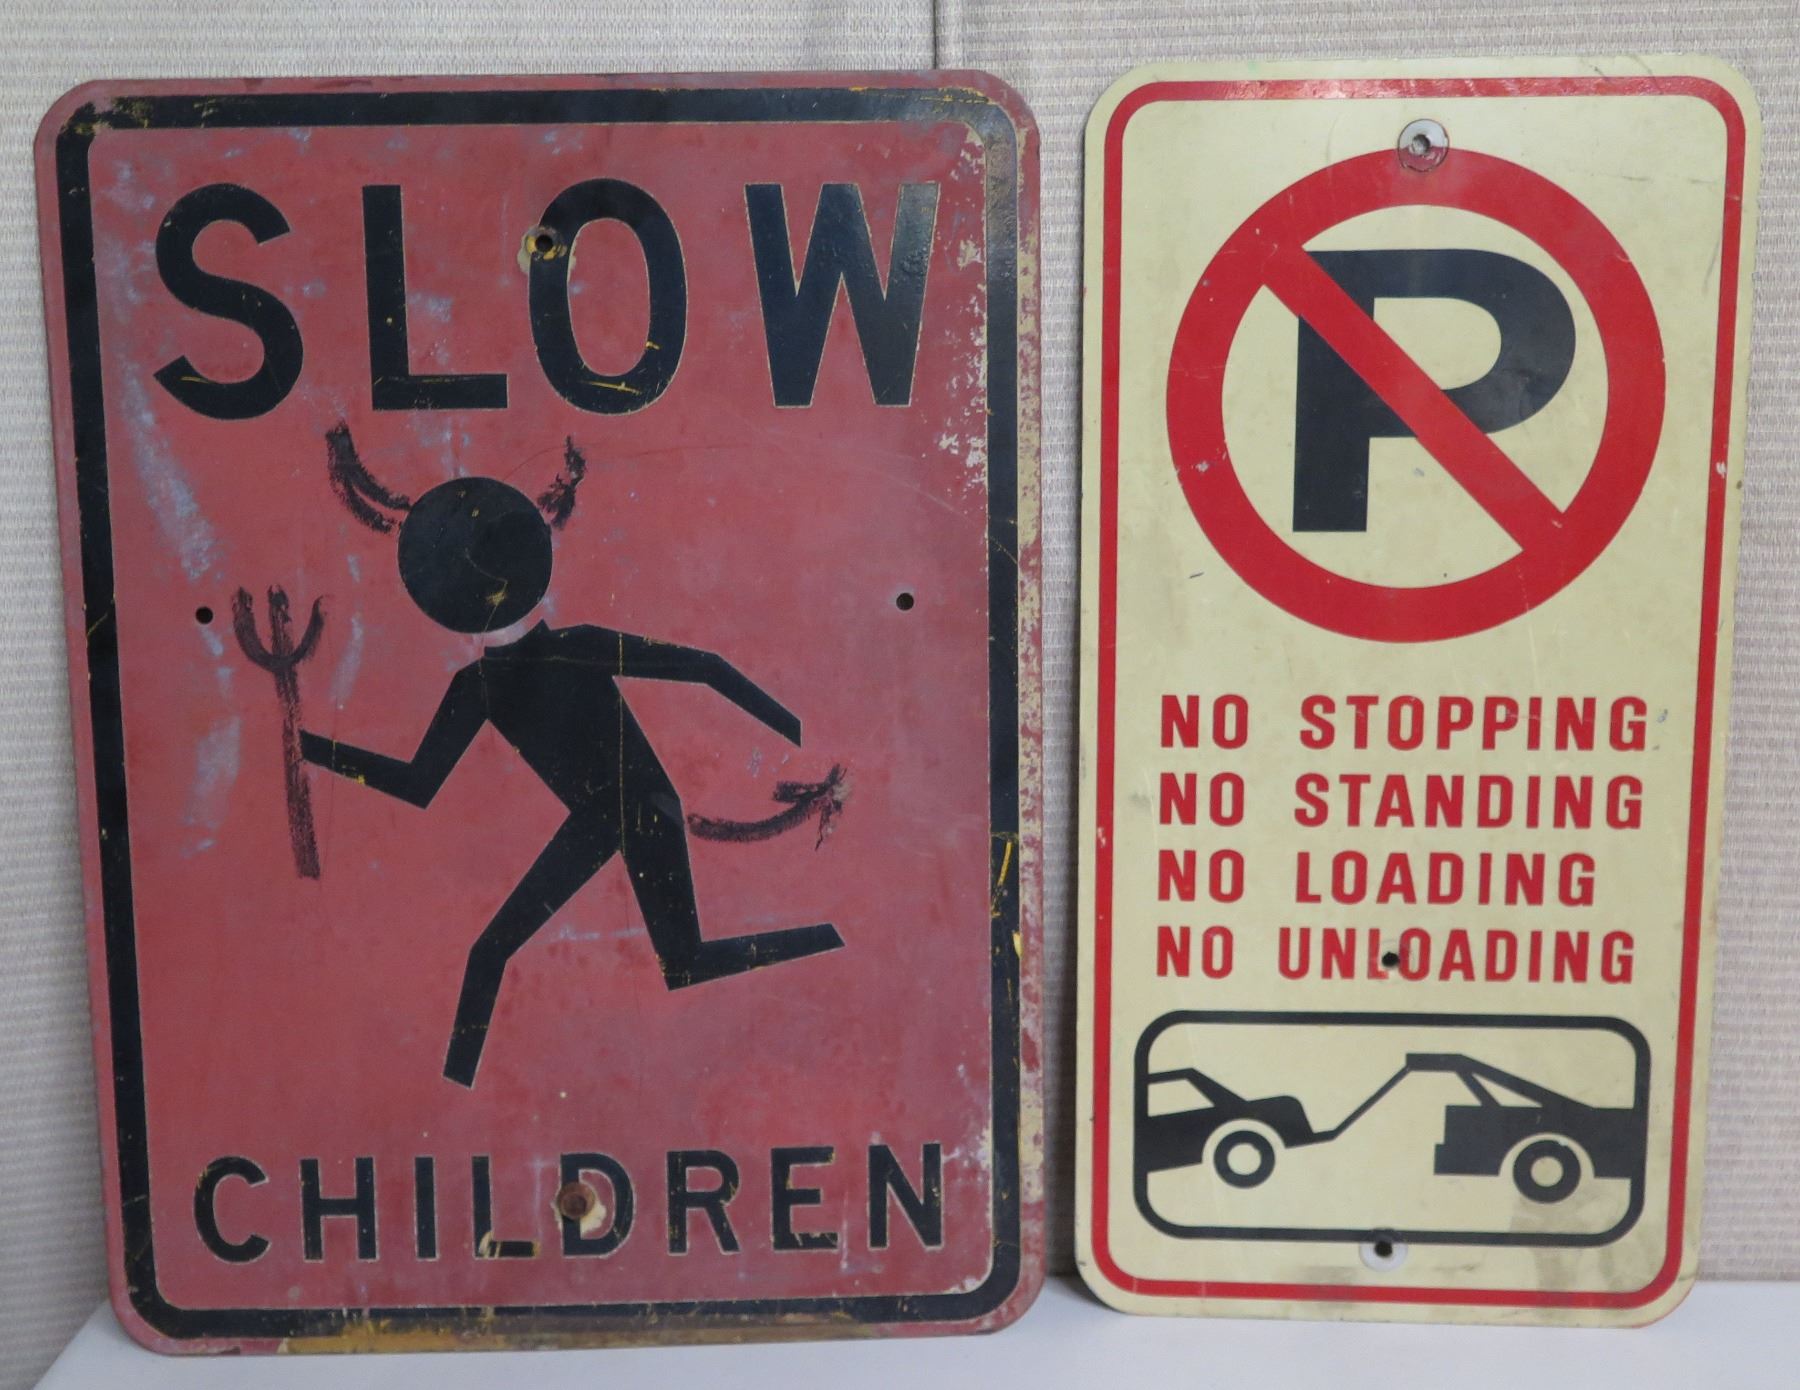 SLOW
CHILDREN
P
NO STOPPING
NO STANDING
NO LOADING
NO UNLOADING